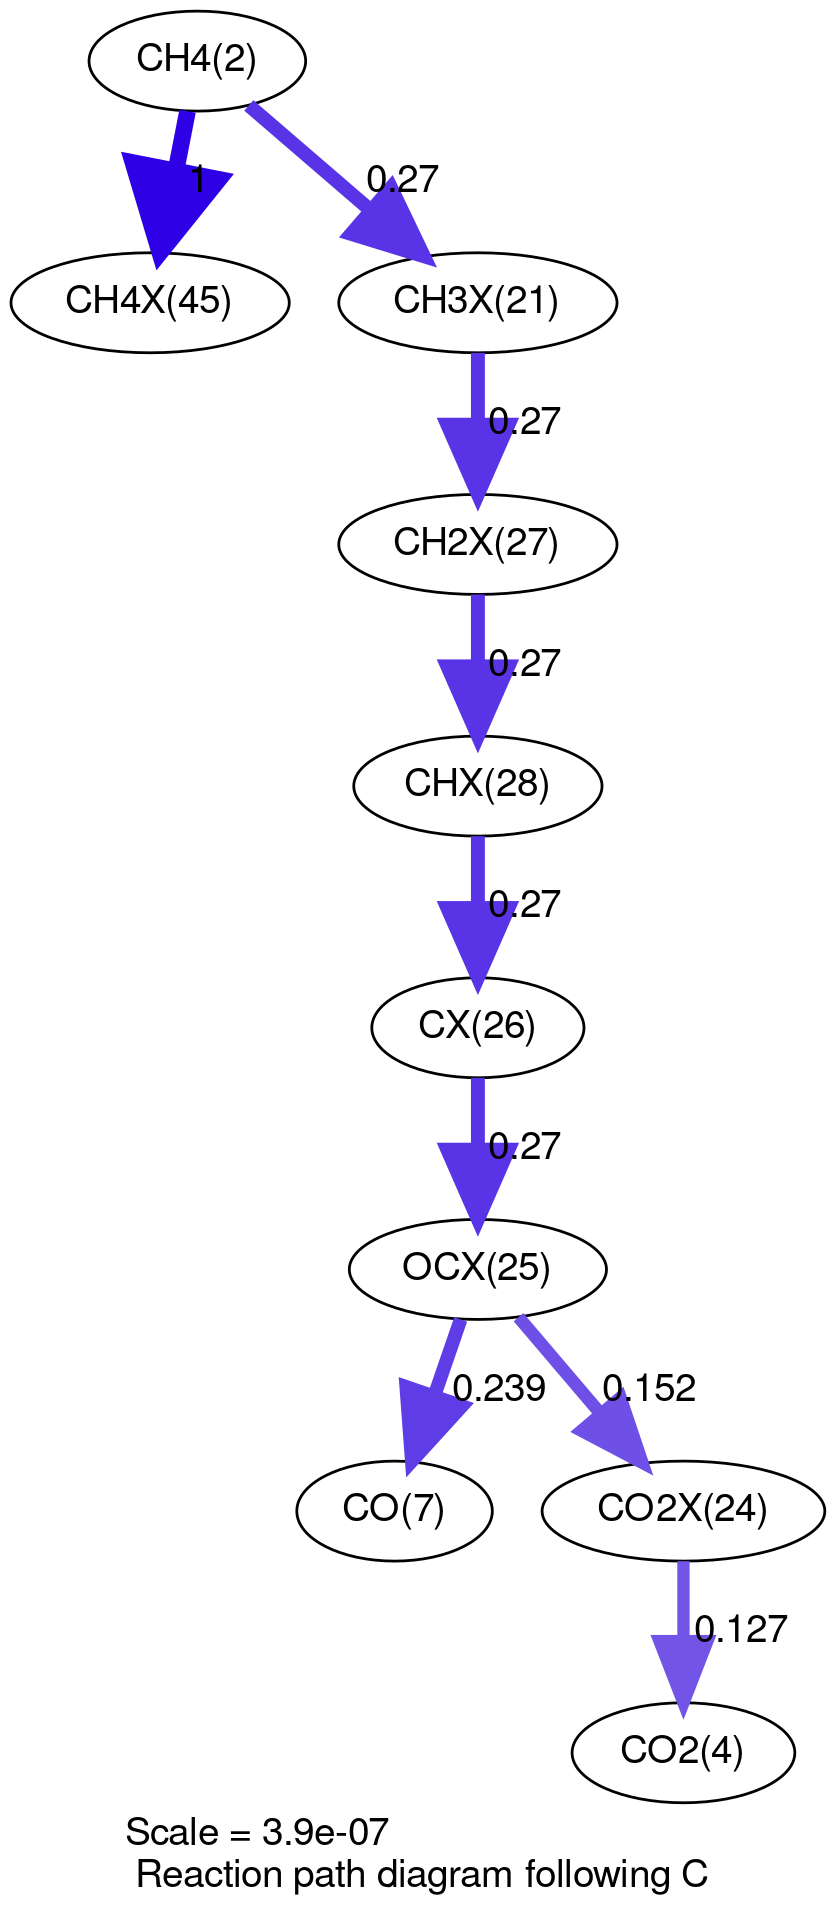 CH4(2)
1
0.27
CH4X(45)
CH3X(21)
0.27
CH2X(27)
0.27
CHX(28)
0.27
CX(26)
0.27
OCX(25)
0.239
0.152
CO(7)
CO2X(24)
0.127
CO2(4)
Scale = 3.9e-07
Reaction path diagram following C